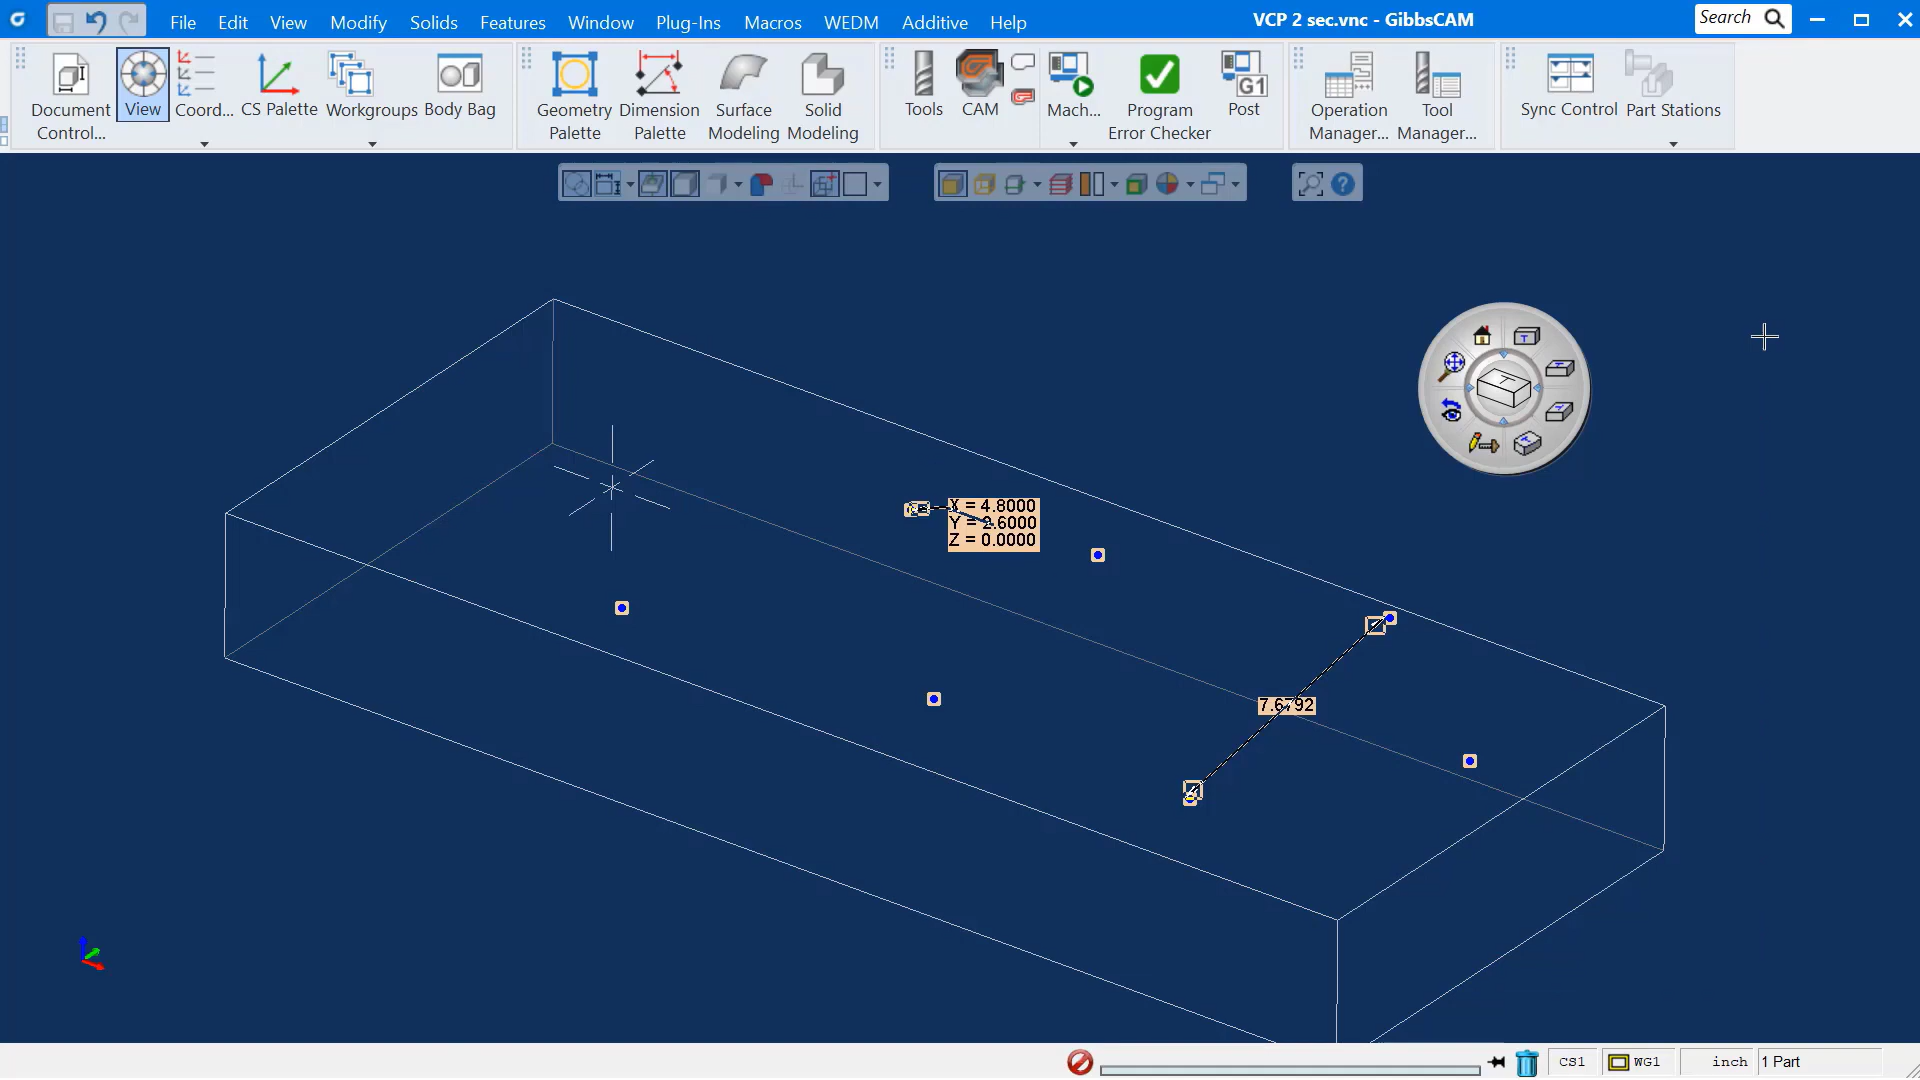 File Edit View Modify Solids Features Window Plug-Ins Macros WEDM Additive Help
VCP 2 sec.vnc - GibbsCAM
Search
Document
Control...
View
Coord...
CS Palette
Workgroups
Body Bag
Geometry
Palette
Dimension
Palette
Surface
Modeling
Solid
Modeling
Tools
CAM
Mach...
Program
Error Checker
G1
Post
Operation
Manager...
Tool
Manager...
Sync Control
Part Stations
X = 4.8000
Y = 2.6000
Z = 0.0000
7.6792
CS1
WG1
inch
1 Part